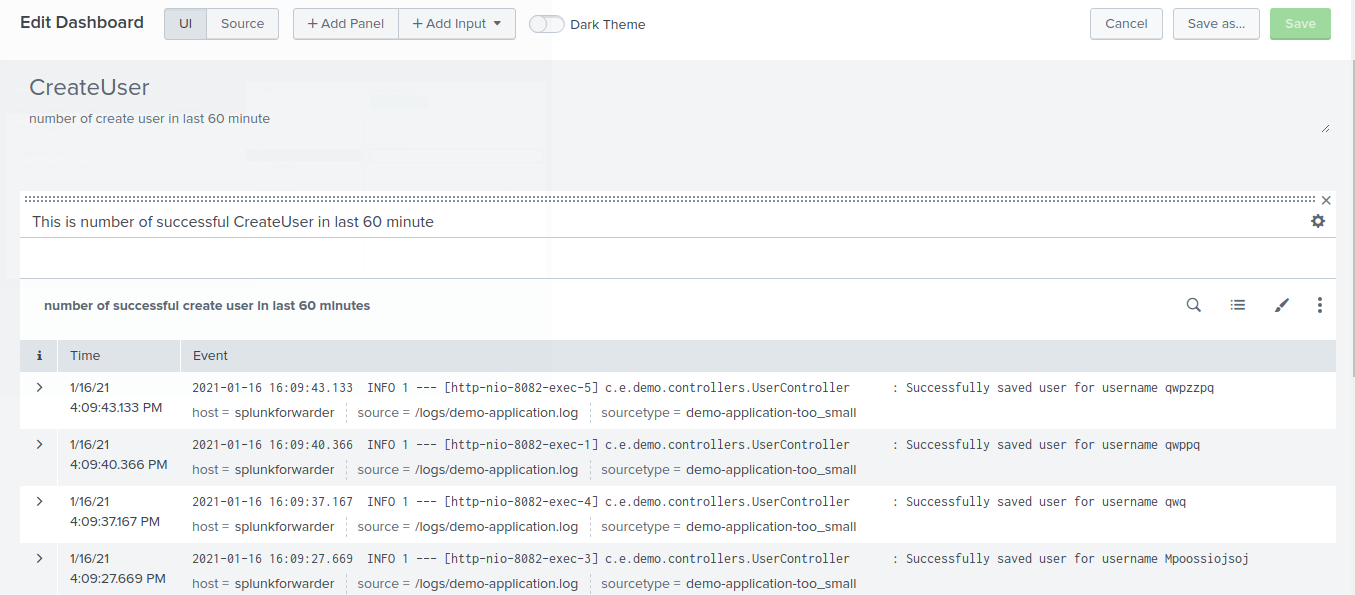 Edit Dashboard UI Source + Add Panel + Add Input Dark Theme Cancel Save as... Save
CreateUser
number of create user in last 60 minute
This is number of successful CreateUser in last 60 minute
number of successful create user in last 60 minutes
i Time Event
1/16/21 2021-01-16 16:09:43.133 INFO 1 --- [http-nio-8082-exec-5] c.e.demo.controllers.UserController : Successfully saved user for username qwpzzpq
4:09:43.133 PM host = splunkforwarder source = /logs/demo-application.log sourcetype = demo-application-too_small
1/16/21 2021-01-16 16:09:40.366 INFO 1 --- [http-nio-8082-exec-1] c.e.demo.controllers.UserController : Successfully saved user for username qwppq
4:09:40.366 PM host = splunkforwarder source = /logs/demo-application.log sourcetype = demo-application-too_small
1/16/21 2021-01-16 16:09:37.167 INFO 1 --- [http-nio-8082-exec-4] c.e.demo.controllers.UserController : Successfully saved user for username qwq
4:09:37.167 PM host = splunkforwarder source = /logs/demo-application.log sourcetype = demo-application-too_small
1/16/21 2021-01-16 16:09:27.669 INFO 1 --- [http-nio-8082-exec-3] c.e.demo.controllers.UserController : Successfully saved user for username Mpoossiojsoj
4:09:27.669 PM host = splunkforwarder source = /logs/demo-application.log sourcetype = demo-application-too_small